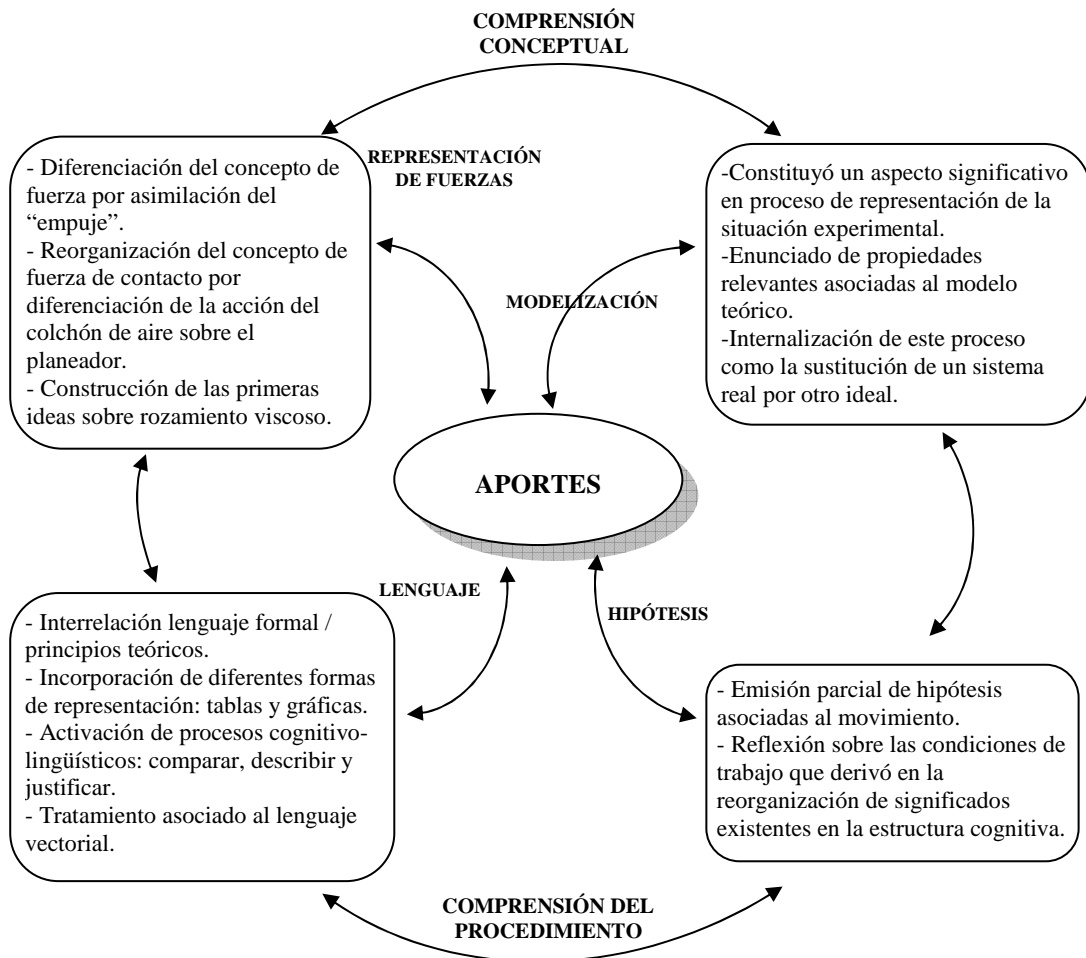 COMPRENSIÓN
CONCEPTUAL
- Diferenciación del concepto de
fuerza por asimilación del
“empuje”.
- Reorganización del concepto de
fuerza de contacto por
diferenciación de la acción del
colchón de aire sobre el
planeador.
- Construcción de las primeras
ideas sobre rozamiento viscoso.
REPRESENTACIÓN
DE FUERZAS
-Constituyó un aspecto significativo
en proceso de representación de la
situación experimental.
-Enunciado de propiedades
relevantes asociadas al modelo
teórico.
-Internalización de este proceso
como la sustitución de un sistema
real por otro ideal.
MODELIZACIÓN
APORTES
LENGUAJE
HIPÓTESIS
- Interrelación lenguaje formal /
principios teóricos.
- Incorporación de diferentes formas
de representación: tablas y gráficas.
- Activación de procesos cognitivo-
lingüísticos: comparar, describir y
justificar.
- Tratamiento asociado al lenguaje
vectorial.
- Emisión parcial de hipótesis
asociadas al movimiento.
- Reflexión sobre las condiciones de
trabajo que derivó en la
reorganización de significados
existentes en la estructura cognitiva.
COMPRENSIÓN DEL
PROCEDIMIENTO